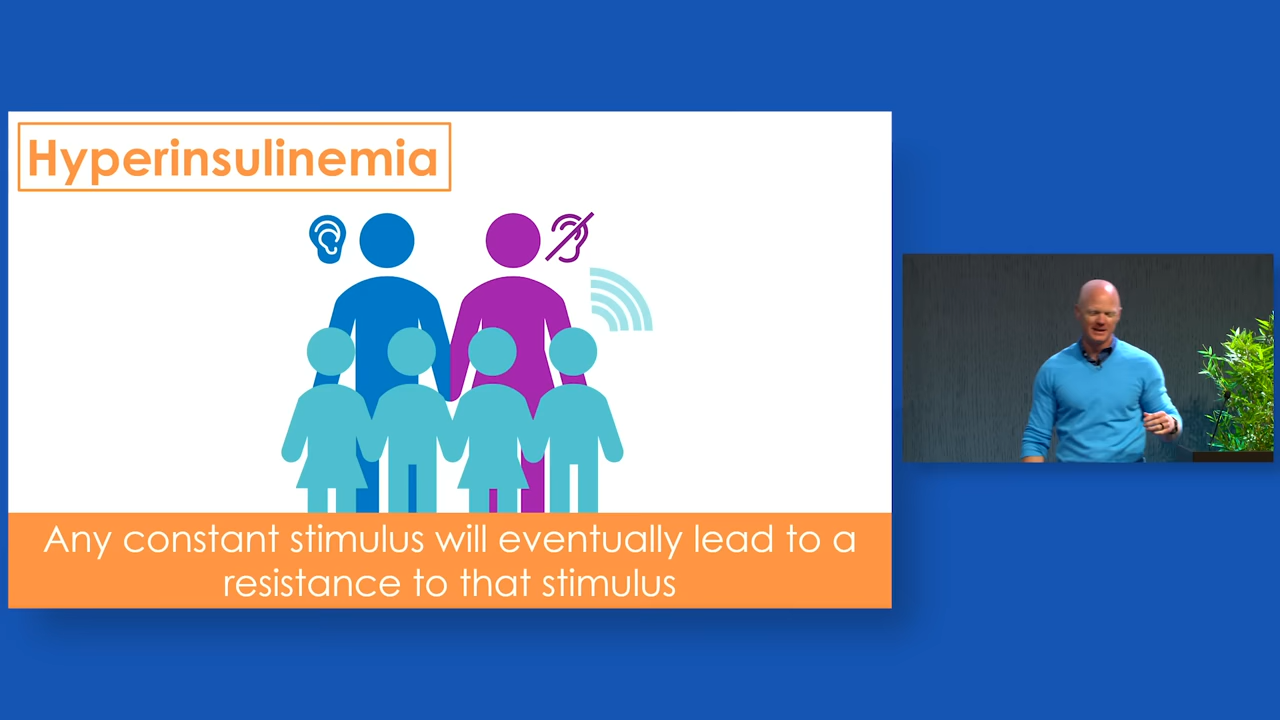 Hyperinsulinemia
Any constant stimulus will eventually lead to a
resistance to that stimulus